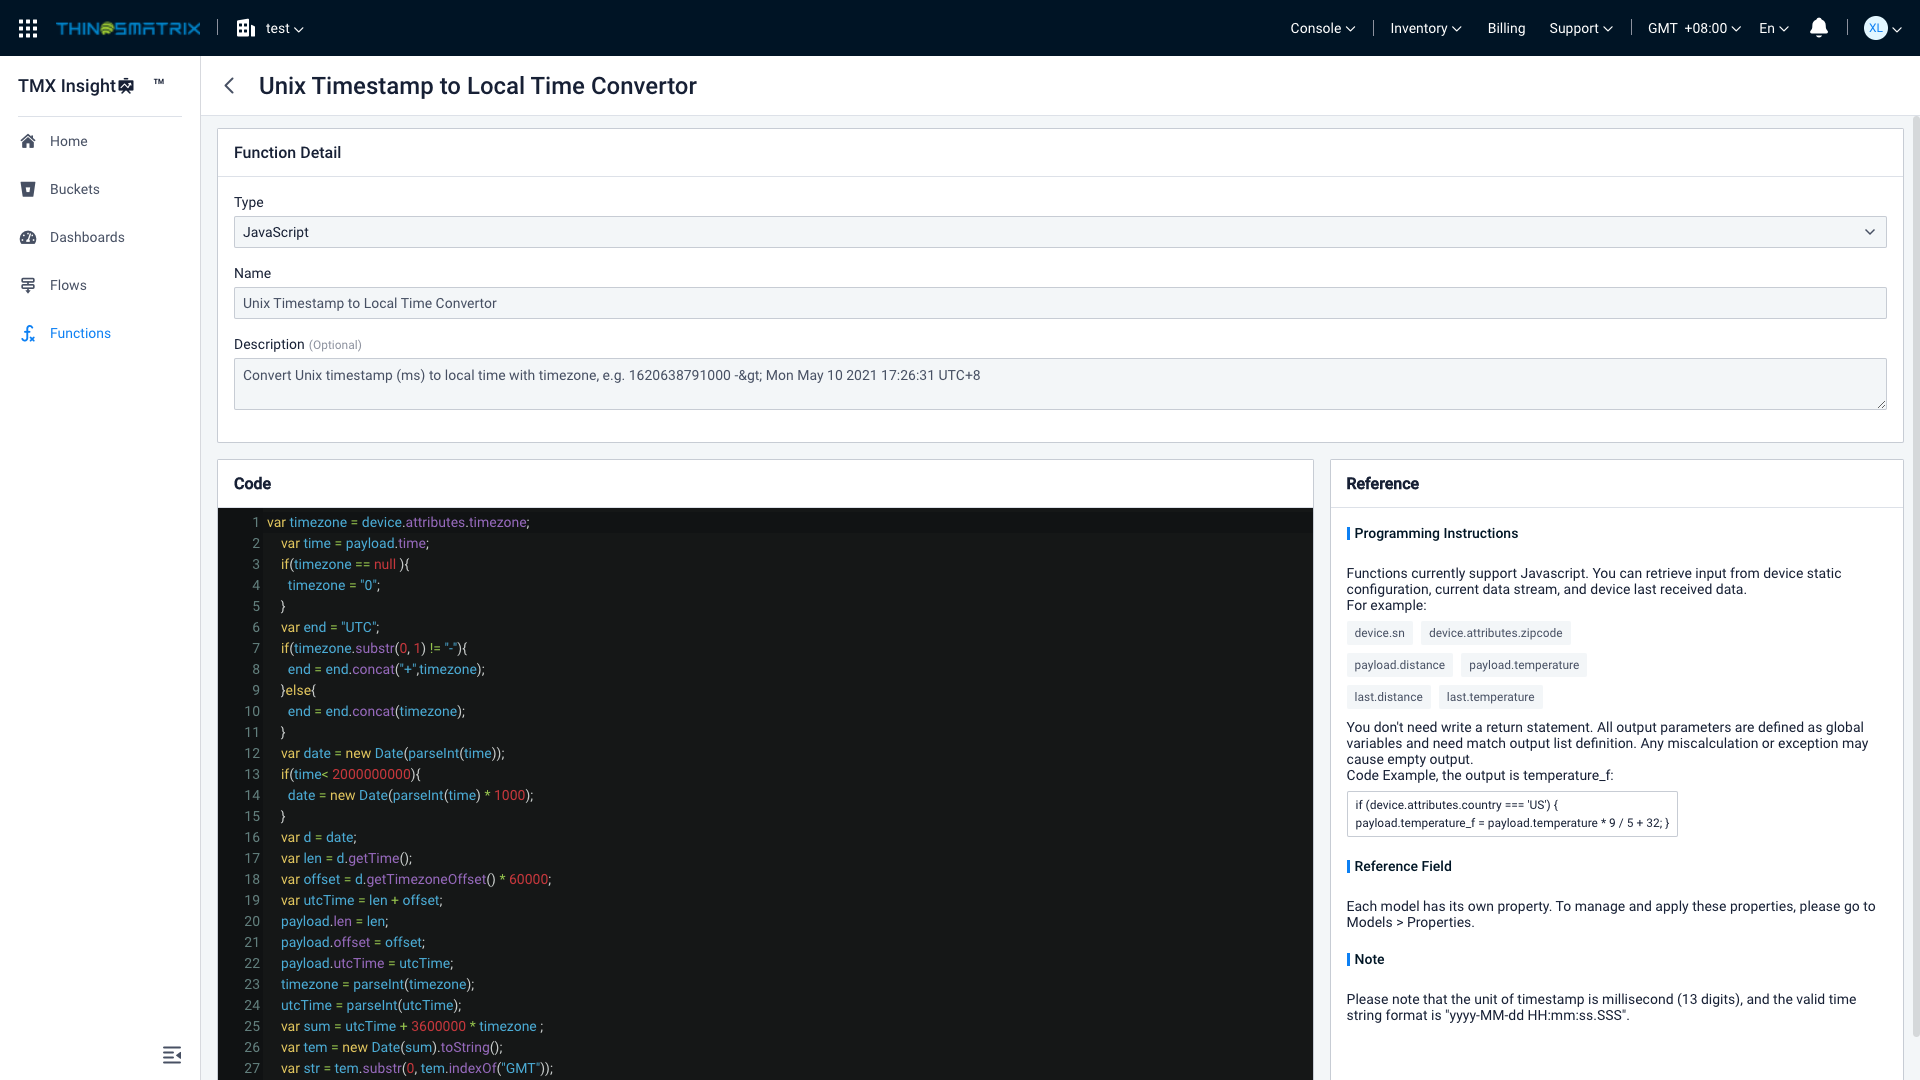 THINGSMATRIX
test
Console
Inventory
Billing
Support
GMT +08:00
En
XL
TMX Insight ™
Home
Buckets
Dashboards
Flows
Functions
Unix Timestamp to Local Time Convertor
Function Detail
Type
JavaScript
Name
Unix Timestamp to Local Time Convertor
Description (Optional)
Convert Unix timestamp (ms) to local time with timezone, e.g. 1620638791000 -&gt; Mon May 10 2021 17:26:31 UTC+8
Code
1 var timezone = device.attributes.timezone;
2 var time = payload.time;
3 if(timezone == null ){
4 timezone = "0";
5 }
6 var end = "UTC";
7 if(timezone.substr(0, 1) != "-"){
8 end = end.concat("+",timezone);
9 }else{
10 end = end.concat(timezone);
11 }
12 var date = new Date(parseInt(time));
13 if(time< 2000000000){
14 date = new Date(parseInt(time) * 1000);
15 }
16 var d = date;
17 var len = d.getTime();
18 var offset = d.getTimezoneOffset() * 60000;
19 var utcTime = len + offset;
20 payload.len = len;
21 payload.offset = offset;
22 payload.utcTime = utcTime;
23 timezone = parseInt(timezone);
24 utcTime = parseInt(utcTime);
25 var sum = utcTime + 3600000 * timezone ;
26 var tem = new Date(sum).toString();
27 var str = tem.substr(0, tem.indexOf("GMT"));
Reference
Programming Instructions
Functions currently support Javascript. You can retrieve input from device static
configuration, current data stream, and device last received data.
For example:
device.sn device.attributes.zipcode
payload.distance payload.temperature
last.distance last.temperature
You don't need write a return statement. All output parameters are defined as global
variables and need match output list definition. Any miscalculation or exception may
cause empty output.
Code Example, the output is temperature_f:
if (device.attributes.country === 'US') {
payload.temperature_f = payload.temperature * 9 / 5 + 32; }
Reference Field
Each model has its own property. To manage and apply these properties, please go to
Models > Properties.
Note
Please note that the unit of timestamp is millisecond (13 digits), and the valid time
string format is "yyyy-MM-dd HH:mm:ss.SSS".